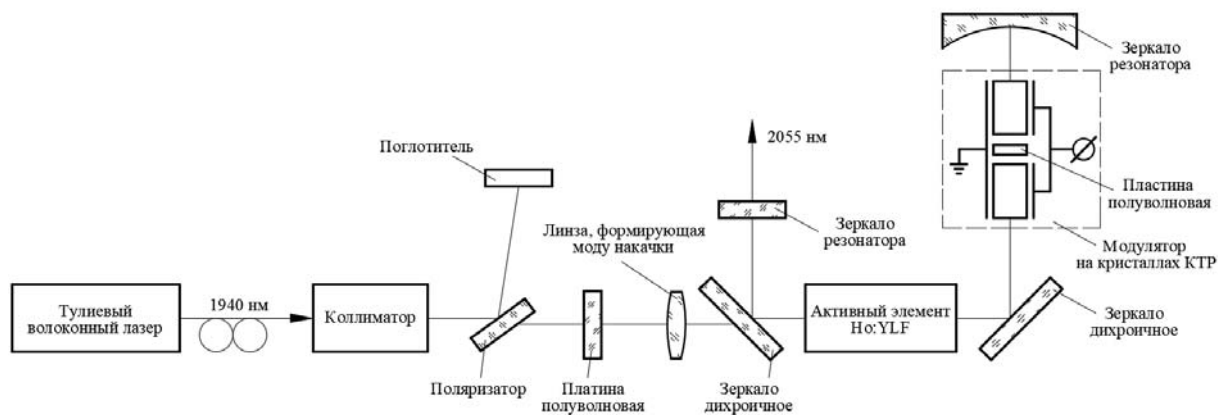 Зеркало
резонатора
2055 нм
Поглотитель
Пластина
полуволновая
Зеркало
резонатора
Линза, формирующая
моду накачки
Модулятор
на кристаллах КТР
1940 нм
Тулиевый
волоконный лазер
Коллиматор
Активный элемент
Ho:YLF
Зеркало
дихроичное
Поляризатор
Платина
полуволновая
Зеркало
дихроичное